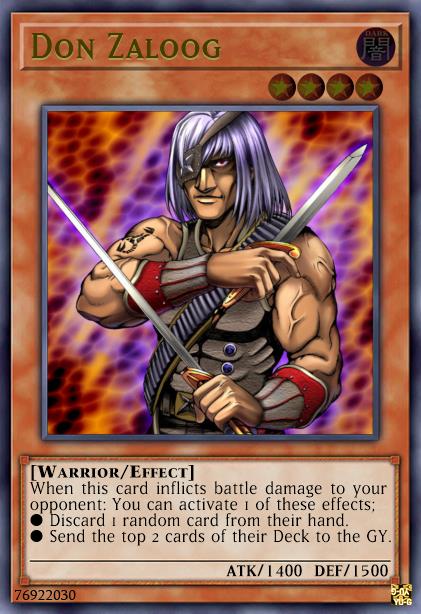 Don Zaloog
DARK
闇
[Warrior/Effect]
When this card inflicts battle damage to your
opponent: You can activate 1 of these effects;
● Discard 1 random card from their hand.
● Send the top 2 cards of their Deck to the GY.
ATK/1400 DEF/1500
76922030